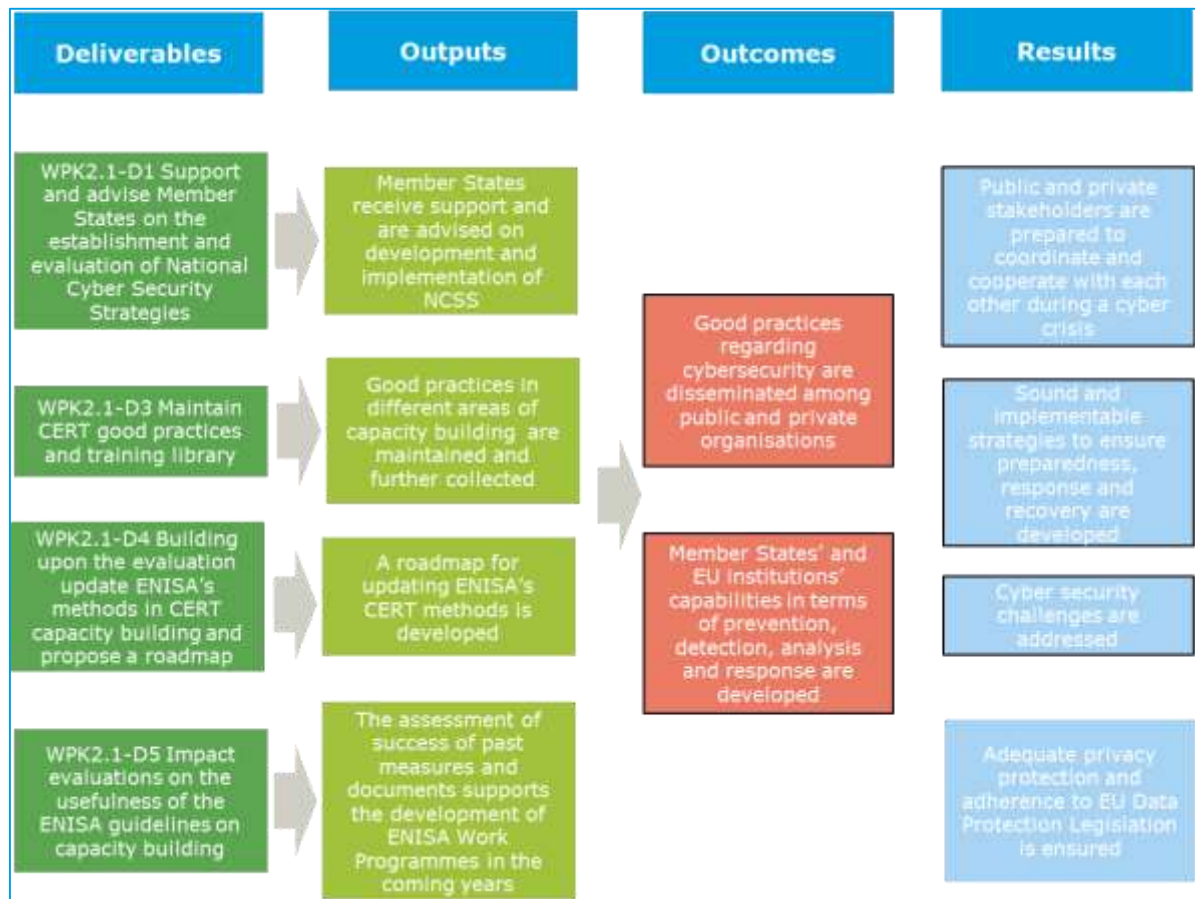 Deliverables
Outputs
Outcomes
Results
WPK2.1-D1 Support
and advise Member
States on the
establishment and
evaluation of National
Cyber Security
Strategies
Member States
receive support and
are advised on
development and
implementation of
NCSS
Public and private
stakeholders are
prepared to
coordinate and
cooperate with each
other during a cyber
crisis
Good practices
regarding
cybersecurity are
disseminated among
public and private
organisations
WPK2.1-D3 Maintain
CERT good practices
and training library
Good practices in
different areas of
capacity building are
maintained and
further collected
Sound and
implementable
strategies to ensure
preparedness,
response and
recovery are
developed
WPK2.1-D4 Building
upon the evaluation
update ENISA's
methods in CERT
capacity building and
propose a roadmap
A roadmap for
updating ENISA's
CERT methods is
developed
Member States' and
EU institutions'
capabilities in terms
of prevention,
detection, analysis
and response are
developed
Cyber security
challenges are
addressed
WPK2.1-D5 Impact
evaluations on the
usefulness of the
ENISA guidelines on
capacity building
The assessment of
success of past
measures and
documents supports
the development of
ENISA Work
Programmes in the
coming years
Adequate privacy
protection and
adherence to EU Data
Protection Legislation
is ensured